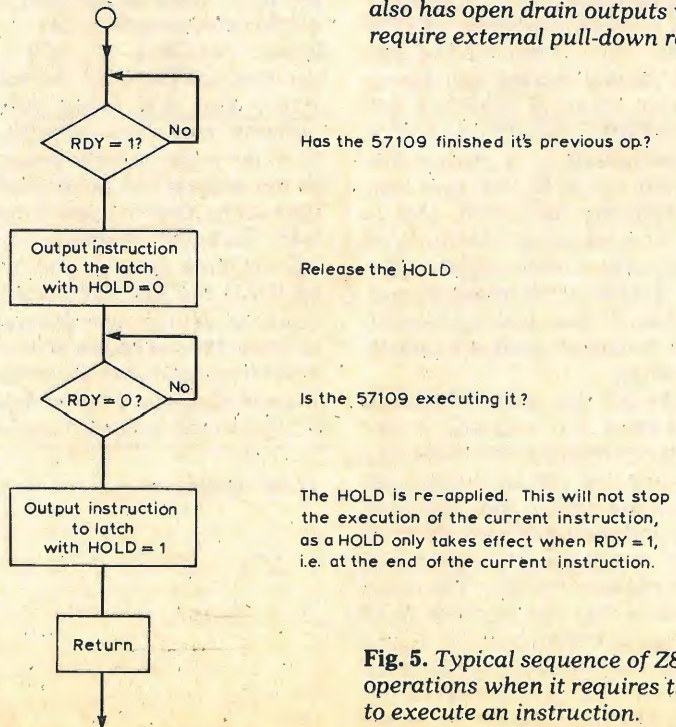 also has open drain outputs
require external pull-down
RDY = 1?
No
Has the 57109 finished it's previous op.?
Output instruction
to the latch
with HOLD = 0
Release the HOLD
RDY = 0?
No
Is the 57109 executing it?
Output instruction
to latch
with HOLD = 1
The HOLD is re-applied. This will not stop
the execution of the current instruction,
as a HOLD only takes effect when RDY = 1,
i.e. at the end of the current instruction.
Return
Fig. 5. Typical sequence of
operations when it requires
to execute an instruction.